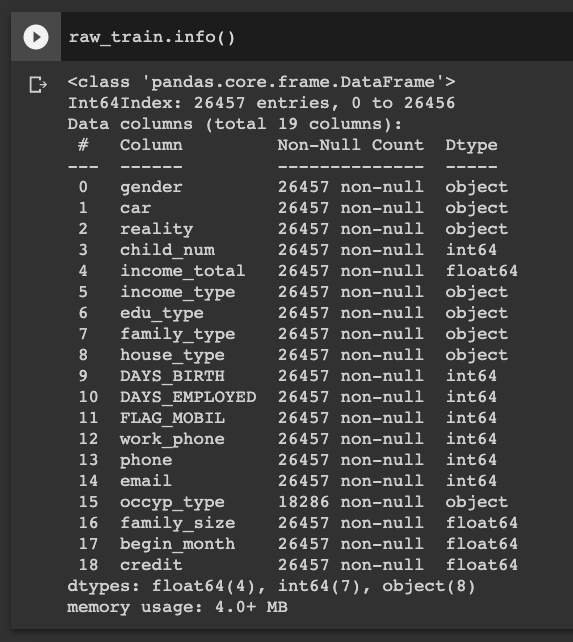 raw_train.info()
<class 'pandas.core.frame.DataFrame'>
Int64Index: 26457 entries, 0 to 26456
Data columns (total 19 columns):
 #   Column         Non-Null Count  Dtype
---  ------         --------------  -----
 0   gender         26457 non-null  object
 1   car            26457 non-null  object
 2   reality        26457 non-null  object
 3   child_num      26457 non-null  int64
 4   income_total   26457 non-null  float64
 5   income_type    26457 non-null  object
 6   edu_type       26457 non-null  object
 7   family_type    26457 non-null  object
 8   house_type     26457 non-null  object
 9   DAYS_BIRTH     26457 non-null  int64
 10  DAYS_EMPLOYED  26457 non-null  int64
 11  FLAG_MOBIL     26457 non-null  int64
 12  work_phone     26457 non-null  int64
 13  phone          26457 non-null  int64
 14  email          26457 non-null  int64
 15  occyp_type     18286 non-null  object
 16  family_size    26457 non-null  float64
 17  begin_month    26457 non-null  float64
 18  credit         26457 non-null  float64
dtypes: float64(4), int64(7), object(8)
memory usage: 4.0+ MB